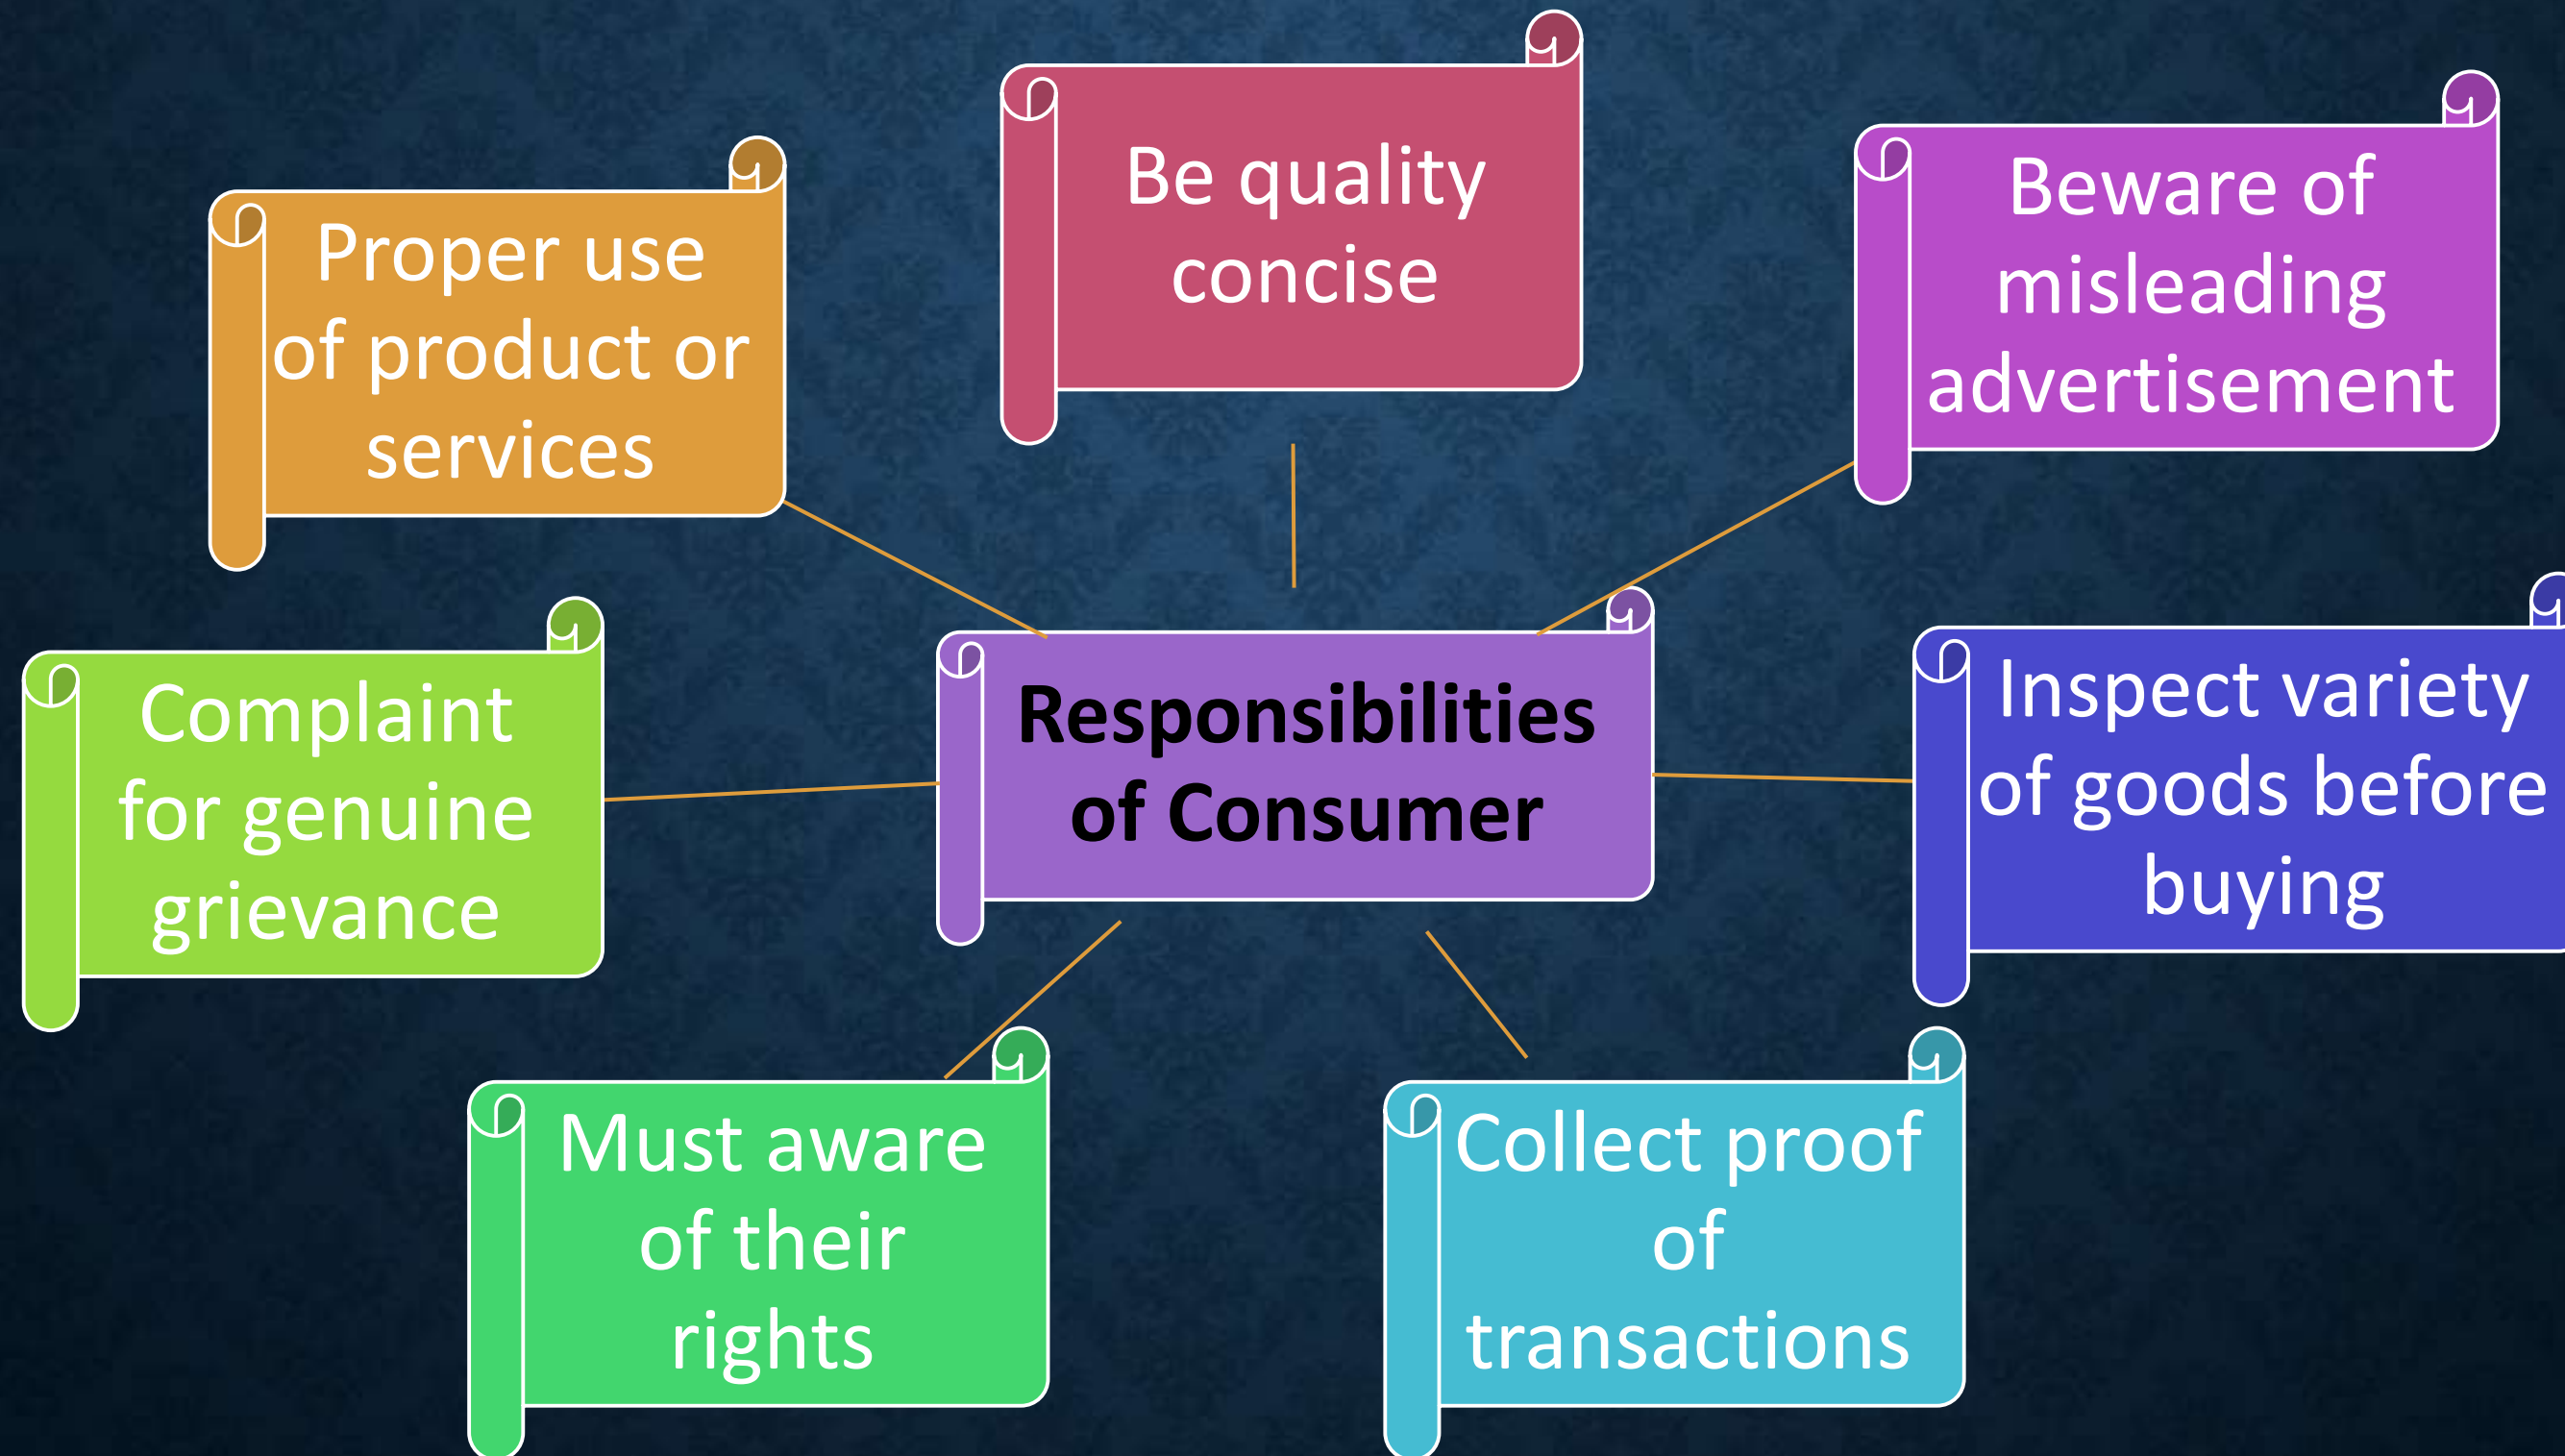 Be quality
concise
Beware of
misleading
advertisement
Proper use
of product or
services
Inspect variety
of goods before
buying
Complaint
for genuine
grievance
Responsibilities
of Consumer
Must aware
of their
rights
Collect proof
of
transactions